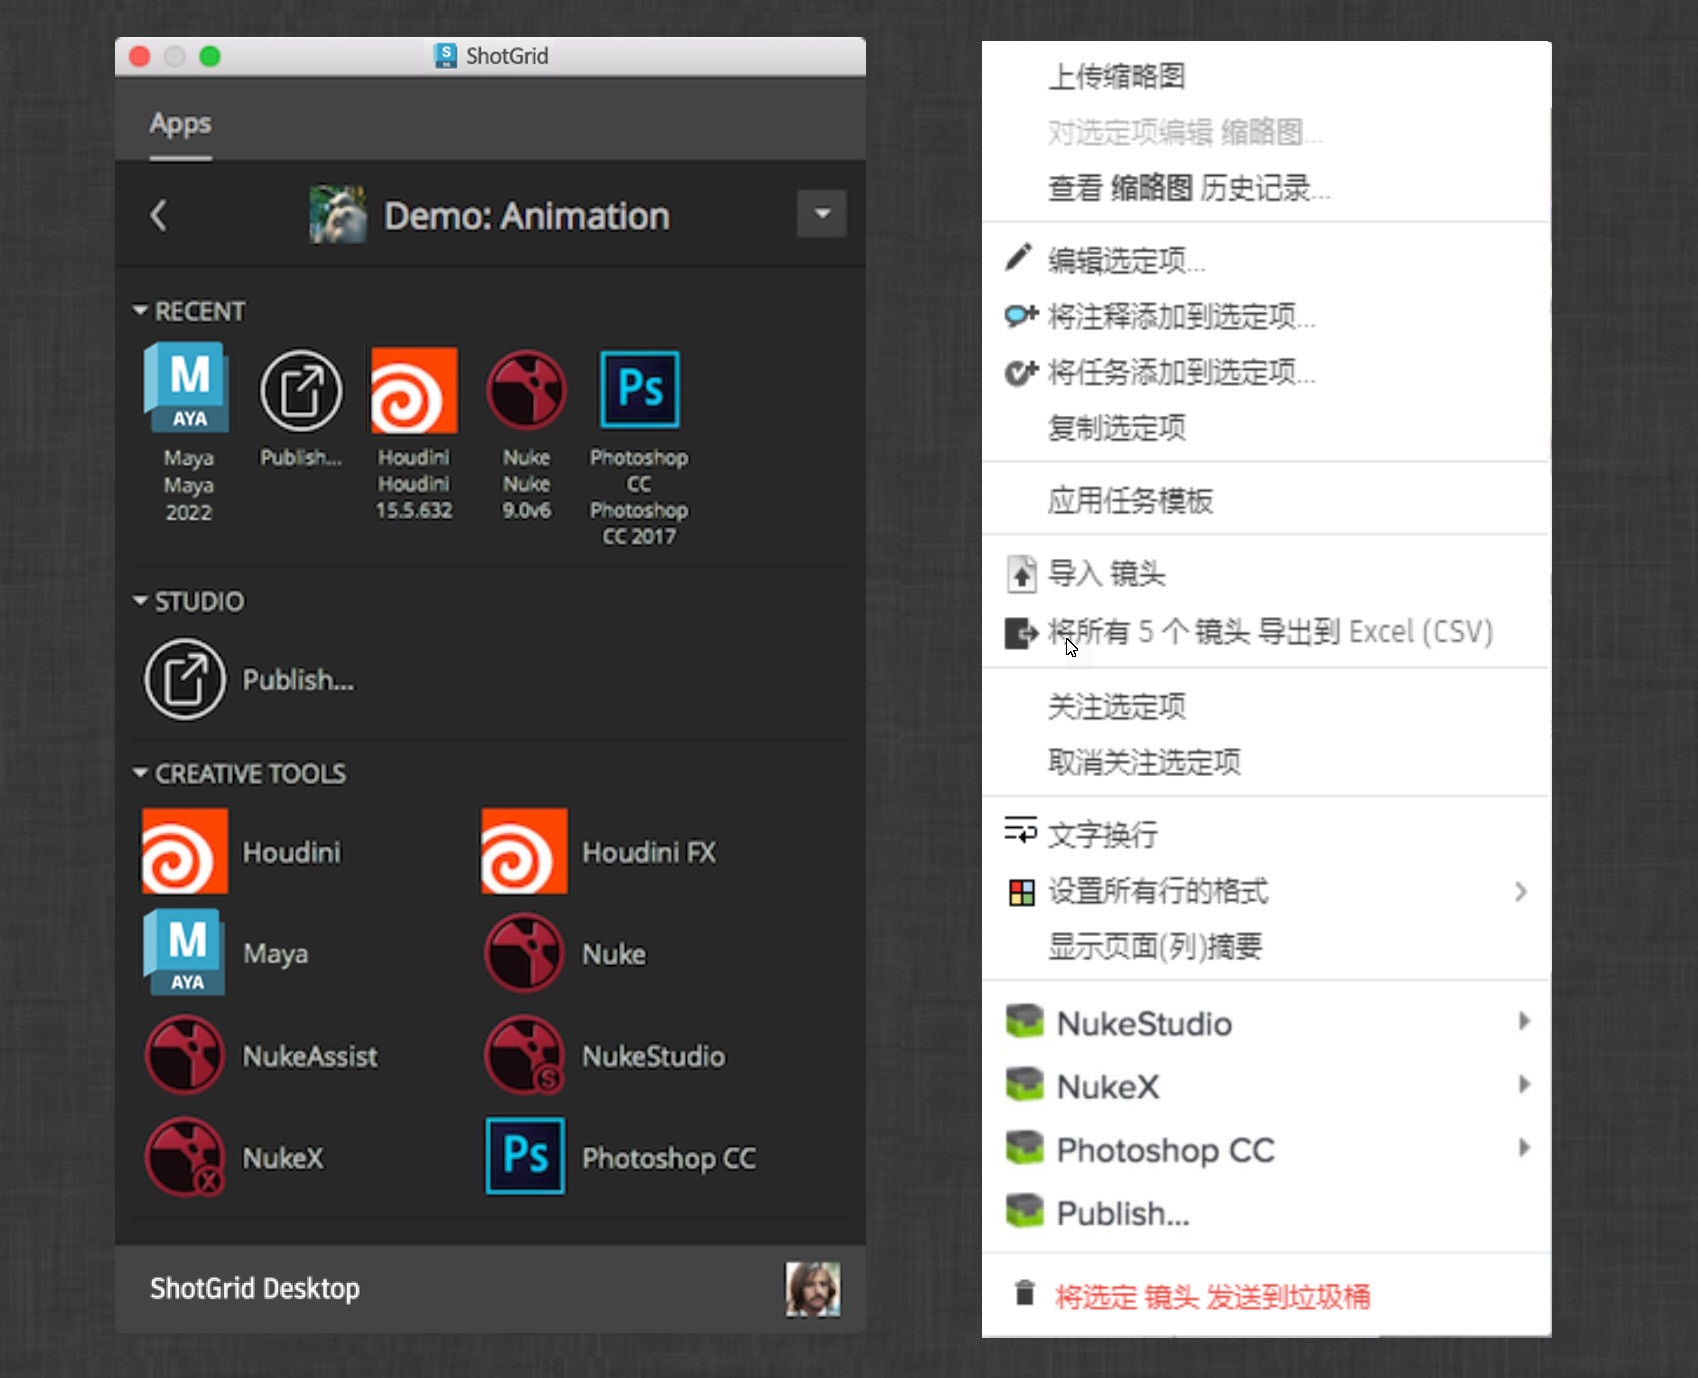 ShotGrid
Apps
Demo: Animation
RECENT
M
AYA
Ps
Maya
Maya
2022
Publish...
Houdini
Houdini
15.5.632
Nuke
Nuke
9.0v6
Photoshop
CC
Photoshop
CC 2017
STUDIO
Publish...
CREATIVE TOOLS
Houdini
Houdini FX
M
AYA
Maya
Nuke
NukeAssist
S
NukeStudio
X
NukeX
Ps
Photoshop CC
ShotGrid Desktop
上传缩略图
对选定项编辑 缩略图...
查看 缩略图 历史记录...
编辑选定项...
将注释添加到选定项...
将任务添加到选定项...
复制选定项
应用任务模板
导入 镜头
将所有 5 个 镜头 导出到 Excel (CSV)
关注选定项
取消关注选定项
文字换行
设置所有行的格式
显示页面(列)摘要
NukeStudio
NukeX
Photoshop CC
Publish...
将选定 镜头 发送到垃圾桶